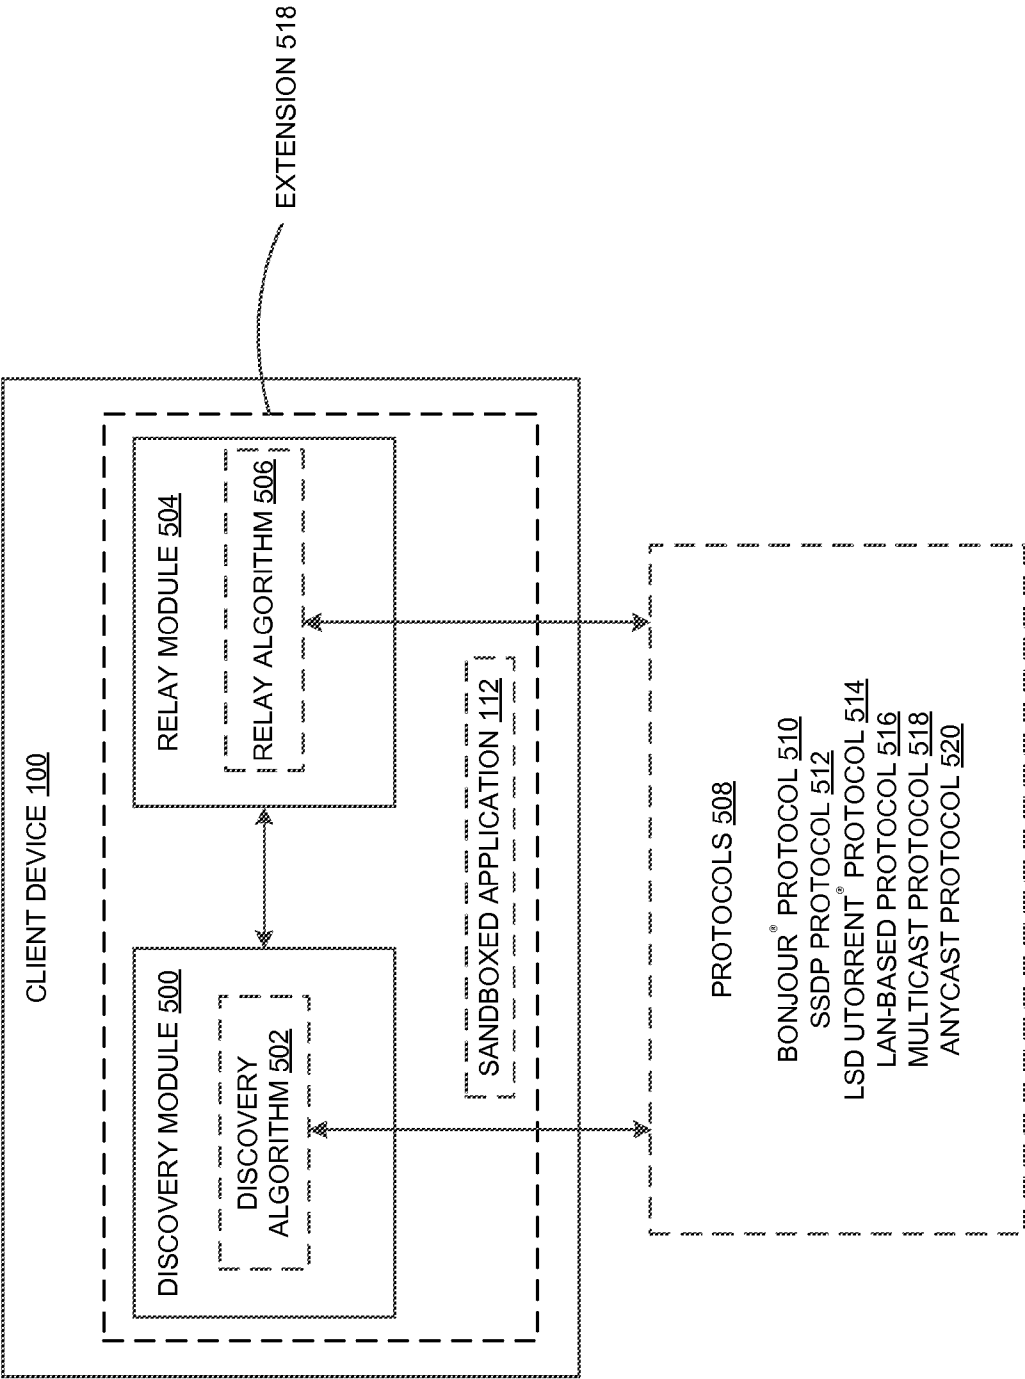 CLIENT DEVICE 100
DISCOVERY MODULE 500
DISCOVERY
ALGORITHM 502
RELAY MODULE 504
RELAY ALGORITHM 506
EXTENSION 518
SANDBOXED APPLICATION 112
PROTOCOLS 508
BONJOUR® PROTOCOL 510
SSDP PROTOCOL 512
LSD UTORRENT® PROTOCOL 514
LAN-BASED PROTOCOL 516
MULTICAST PROTOCOL 518
ANYCAST PROTOCOL 520